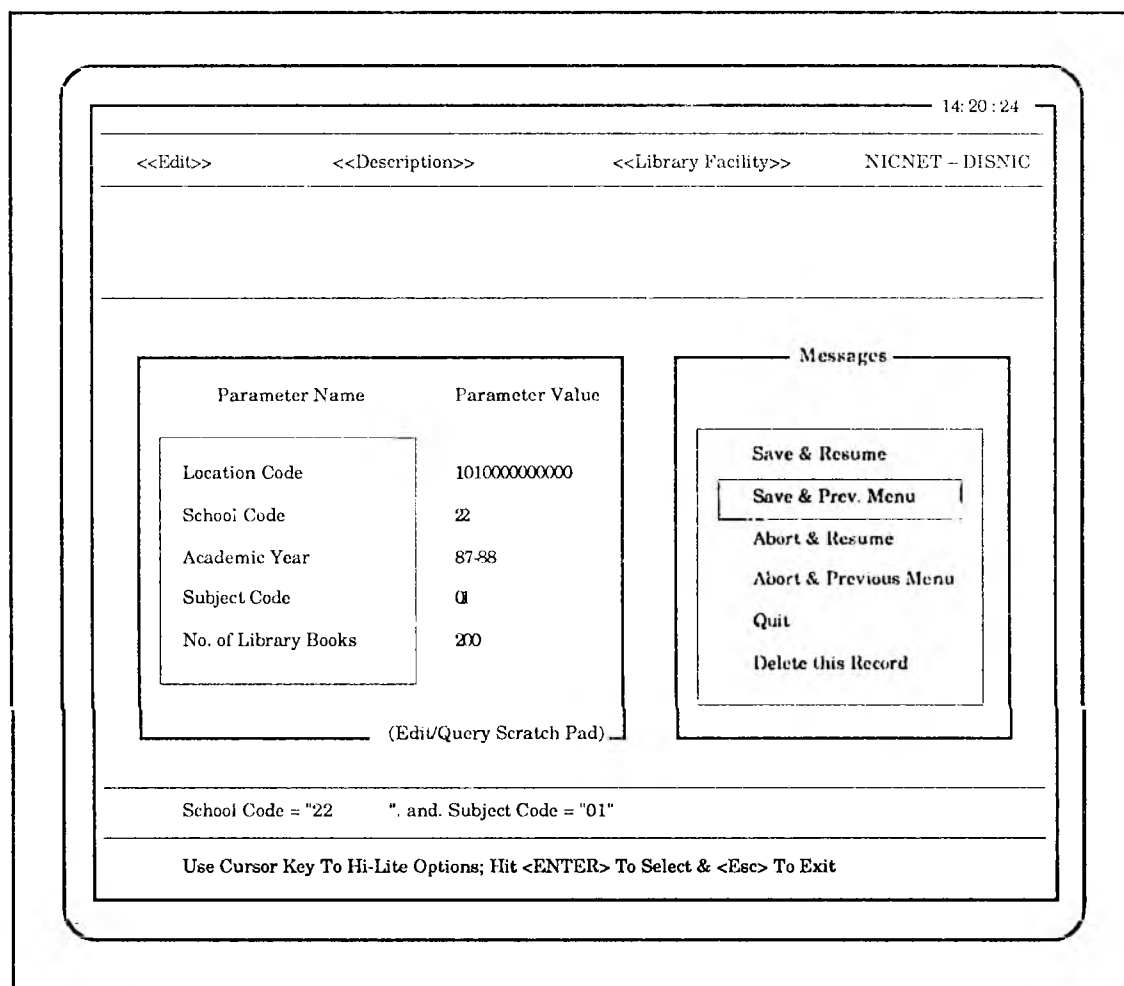 14:20:24
<<Edit>> <<Description>> <<Library Facility>> NICNET – DISNIC
Messages
Parameter Name Parameter Value
Location Code 1010000000000
School Code 22
Academic Year 87-88
Subject Code 01
No. of Library Books 200
(Edit/Query Scratch Pad)
Save & Resume
Save & Prev. Menu
Abort & Resume
Abort & Previous Menu
Quit
Delete this Record
School Code = "22 ". and. Subject Code = "01"
Use Cursor Key To Hi-Lite Options; Hit <ENTER> To Select & <Esc> To Exit